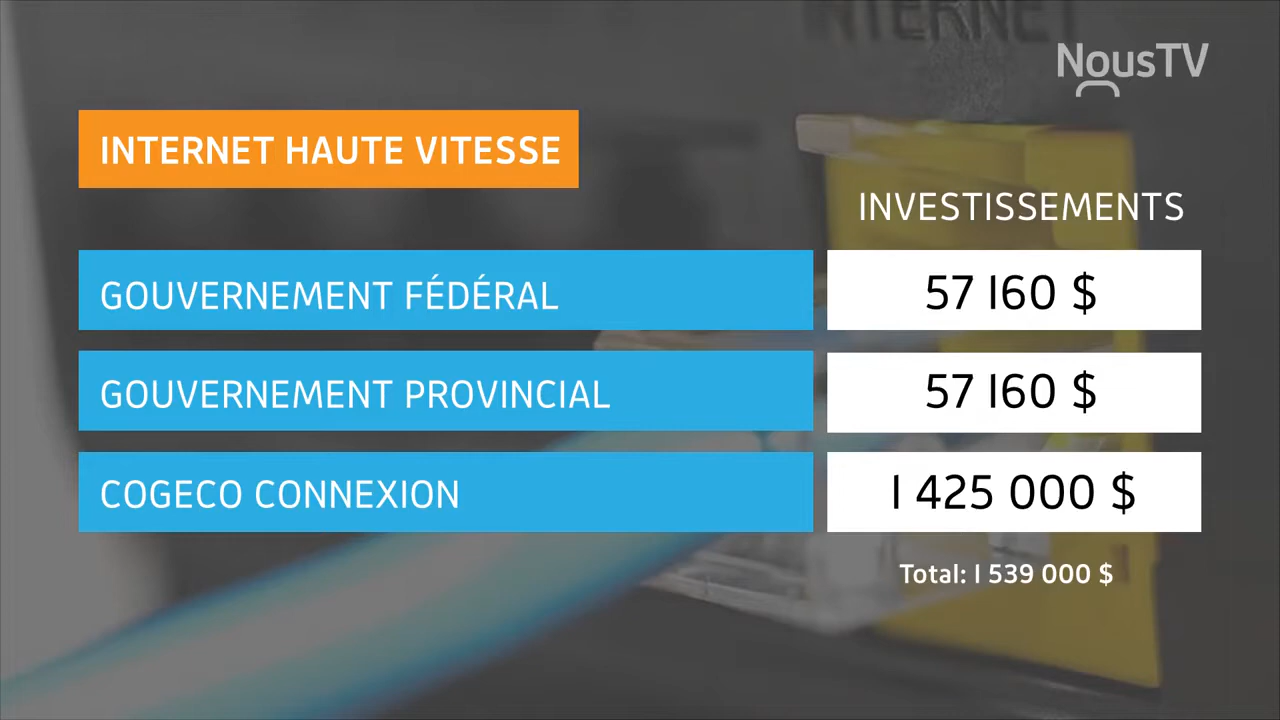 INTERNET
NousTV
INTERNET HAUTE VITESSE
INVESTISSEMENTS
GOUVERNEMENT FÉDÉRAL
57 160 $
GOUVERNEMENT PROVINCIAL
57 160 $
COGECO CONNEXION
1 425 000 $
Total: 1 539 000 $